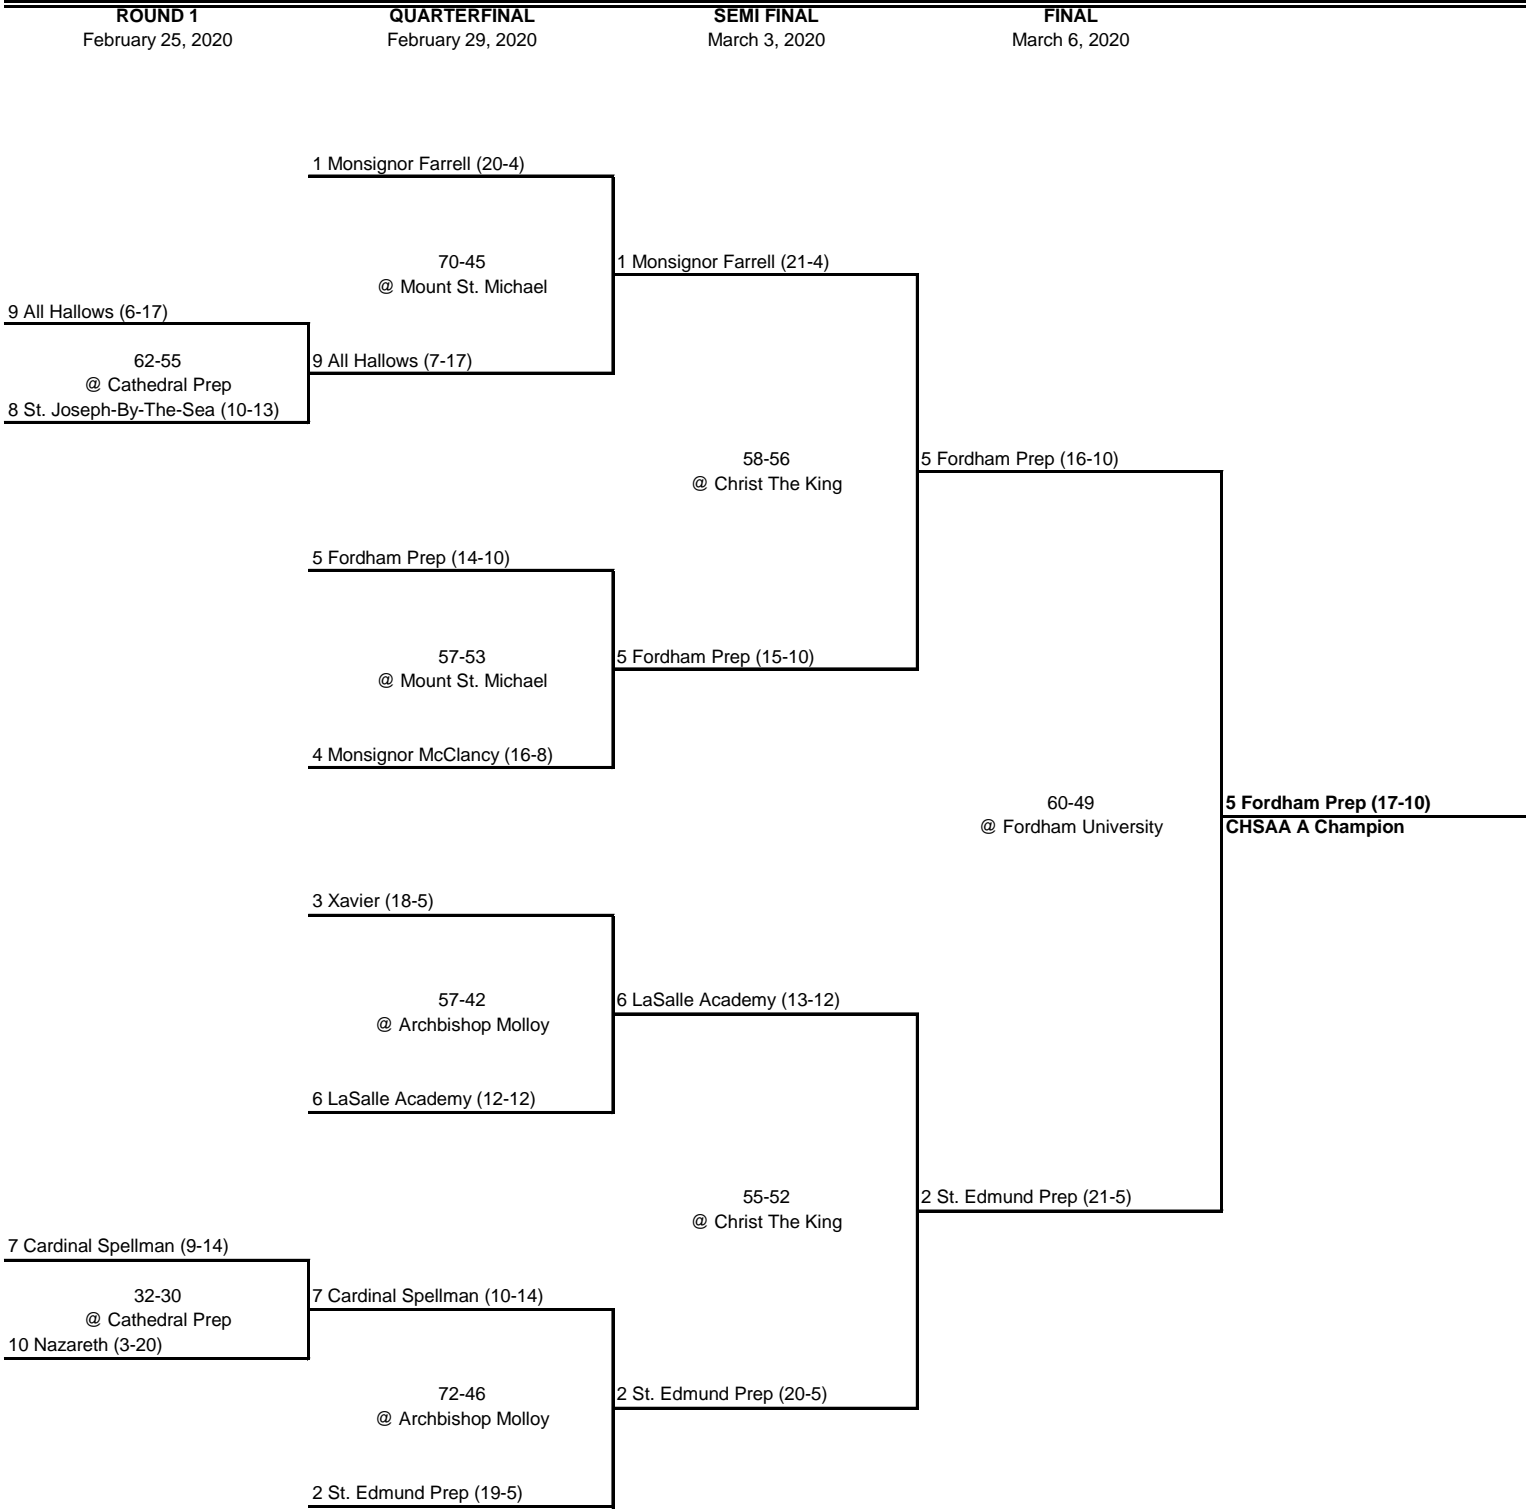 ROUND 1
February 25, 2020
QUARTERFINAL
February 29, 2020
SEMI FINAL
March 3, 2020
FINAL
March 6, 2020
1 Monsignor Farrell (20-4)
70-45
@ Mount St. Michael
1 Monsignor Farrell (21-4)
9 All Hallows (6-17)
62-55
@ Cathedral Prep
8 St. Joseph-By-The-Sea (10-13)
9 All Hallows (7-17)
58-56
@ Christ The King
5 Fordham Prep (16-10)
5 Fordham Prep (14-10)
57-53
@ Mount St. Michael
5 Fordham Prep (15-10)
4 Monsignor McClancy (16-8)
60-49
@ Fordham University
5 Fordham Prep (17-10)
CHSAA A Champion
3 Xavier (18-5)
57-42
@ Archbishop Molloy
6 LaSalle Academy (13-12)
6 LaSalle Academy (12-12)
55-52
@ Christ The King
2 St. Edmund Prep (21-5)
7 Cardinal Spellman (9-14)
32-30
@ Cathedral Prep
10 Nazareth (3-20)
7 Cardinal Spellman (10-14)
72-46
@ Archbishop Molloy
2 St. Edmund Prep (20-5)
2 St. Edmund Prep (19-5)